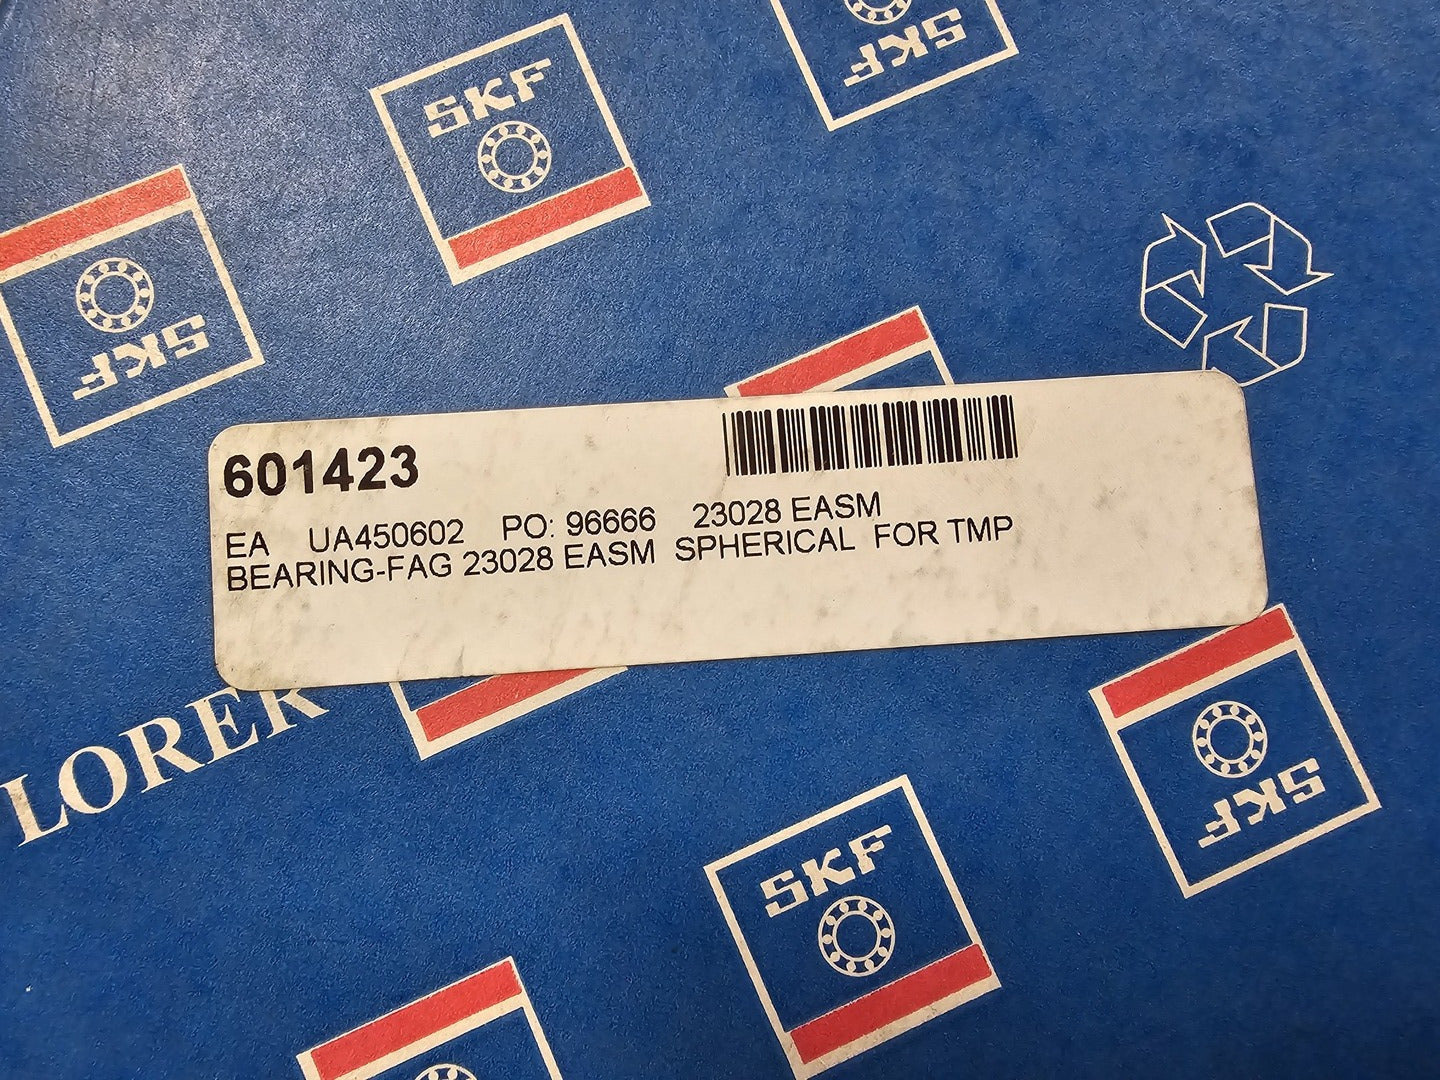 SKF
SKF
SKF
601423
EA UA450602 PO: 96666 23028 EASM
BEARING-FAG 23028 EASM SPHERICAL FOR TMP
LORER
SKF
SKF